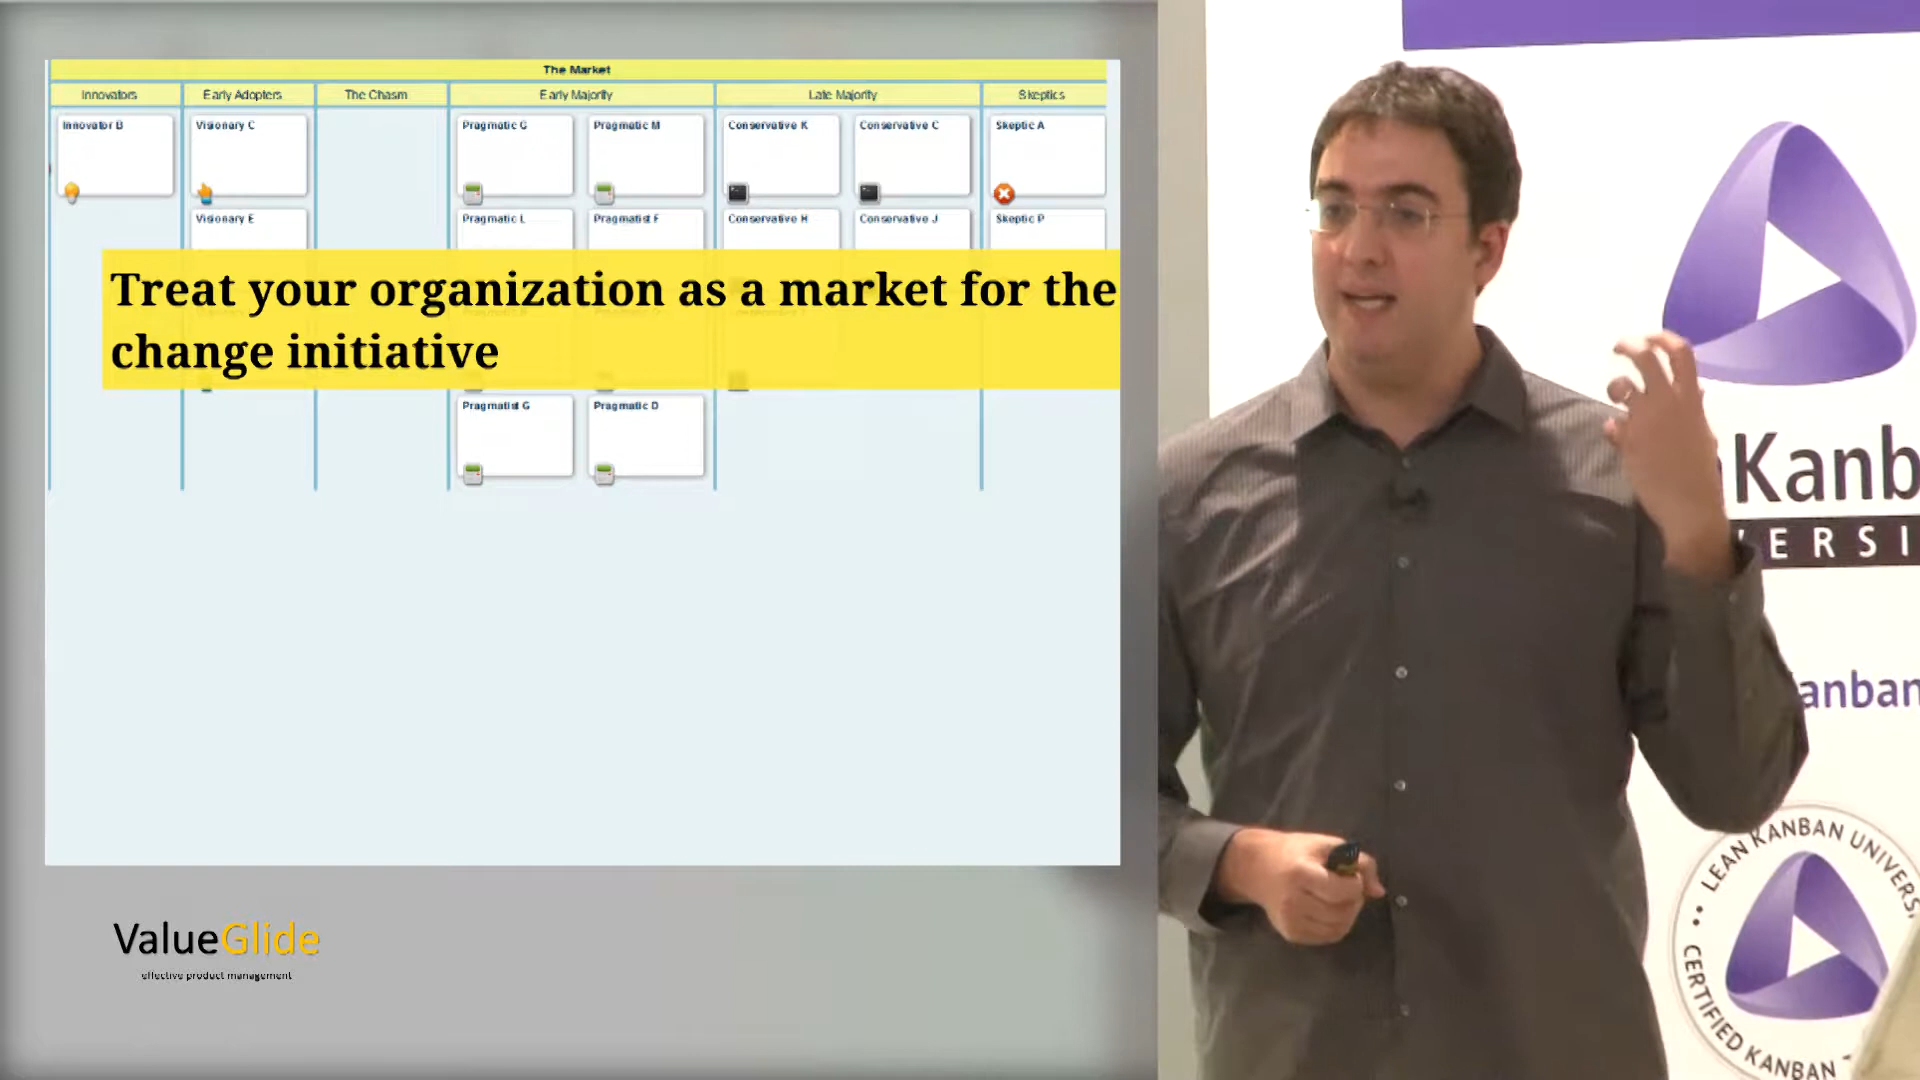 The Market
Innovators Early Adopters The Chasm Early Majority Late Majority Skeptics
Innovator B Visionary C Pragmatic G Pragmatic M Conservative K Conservative C Skeptic A
Visionary E Pragmatic L Pragmatist F Conservative H Conservative J Skeptic P
Treat your organization as a market for the
change initiative
Pragmatist G Pragmatic D
ValueGlide
effective product management
Kanb
ERSI
anban
LEAN KANBAN UNIVERS
CERTIFIED KANBAN T